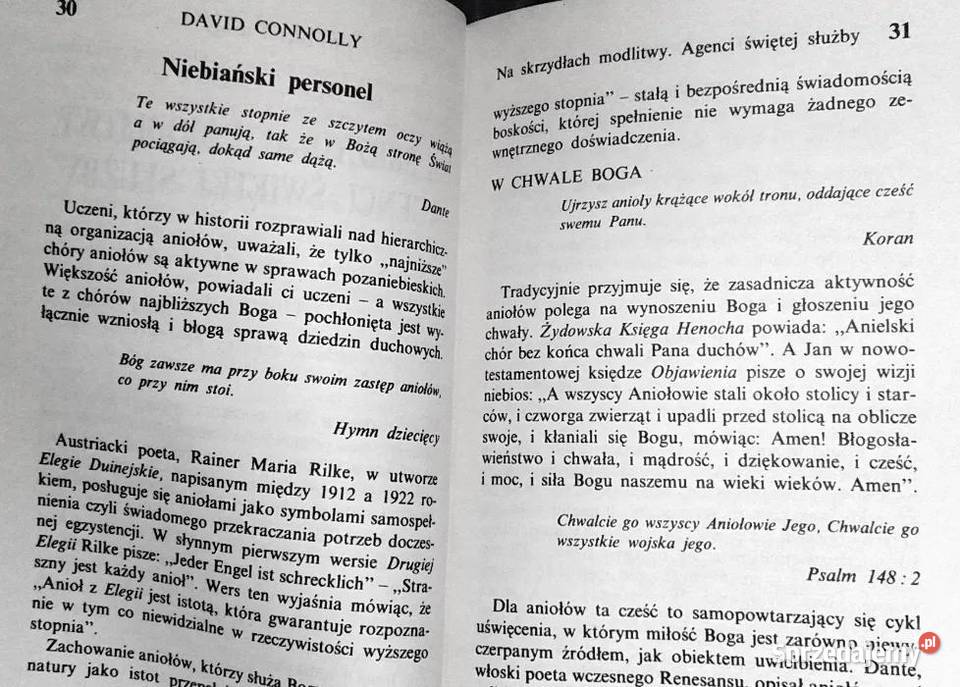 30
DAVID CONNOLLY
Niebiański personel
Te wszystkie stopnie ze szczytem oczy wiążą
a w dół panują, tak że w Bożą stronę Świat
pociągają, dokąd same dążą.
Dante
Uczeni, którzy w historii rozprawiali nad hierarchicz-
ną organizacją aniołów, uważali, że tylko „najniższe"
chóry aniołów są aktywne w sprawach pozaniebieskich.
Większość aniołów, powiadali ci uczeni – a wszystkie
te z chórów najbliższych Boga – pochłonięta jest wy-
łącznie wzniosłą i błogą sprawą dziedzin duchowych.
Bóg zawsze ma przy boku swoim zastęp aniołów,
co przy nim stoi.
Hymn dziecięcy
Austriacki poeta, Rainer Maria Rilke, w utworze
Elegie Duinejskie, napisanym między 1912 a 1922 ro-
kiem, posługuje się aniołami jako symbolami samospeł-
nienia czyli świadomego przekraczania potrzeb doczes-
nej egzystencji. W słynnym pierwszym wersie Drugiej
Elegii Rilke pisze: „Jeder Engel ist schrecklich" – „Stra-
szny jest każdy anioł". Wers ten wyjaśnia mówiąc, że
„Anioł z Elegii jest istotą, która gwarantuje rozpozna-
nie w tym co niewidzialne w rzeczywistości wyższego
stopnia".
Zachowanie aniołów, którzy służą
natury jako istot
Na skrzydłach modlitwy. Agenci świętej służby 31
wyższego stopnia" – stałą i bezpośrednią świadomością
boskości, której spełnienie nie wymaga żadnego ze-
wnętrznego doświadczenia.
W CHWALE BOGA
Ujrzysz anioły krążące wokół tronu, oddające cześć
swemu Panu.
Koran
Tradycyjnie przyjmuje się, że zasadnicza aktywność
aniołów polega na wynoszeniu Boga i głoszeniu jego
chwały. Żydowska Księga Henocha powiada: „Anielski
chór bez końca chwali Pana duchów". A Jan w nowo-
testamentowej księdze Objawienia pisze o swojej wizji
niebios: „A wszyscy Aniołowie stali około stolicy i star-
ców, i czworga zwierząt i upadli przed stolicą na oblicze
swoje, i kłaniali się Bogu, mówiąc: Amen! Błogosła-
wieństwo i chwała, i mądrość, i dziękowanie, i cześć,
i moc, i siła Bogu naszemu na wieki wieków. Amen".
Chwalcie go wszyscy Aniołowie Jego, Chwalcie go
wszystkie wojska jego.
Psalm 148 : 2
Dla aniołów ta cześć to samopowtarzający się cykl
uświęcenia, w którym miłość Boga jest zarówno
czerpanym źródłem, jak obiektem uwielbienia. Dante,
włoski poeta wczesnego Renesansu, opisał
Sprzedajemy.pl